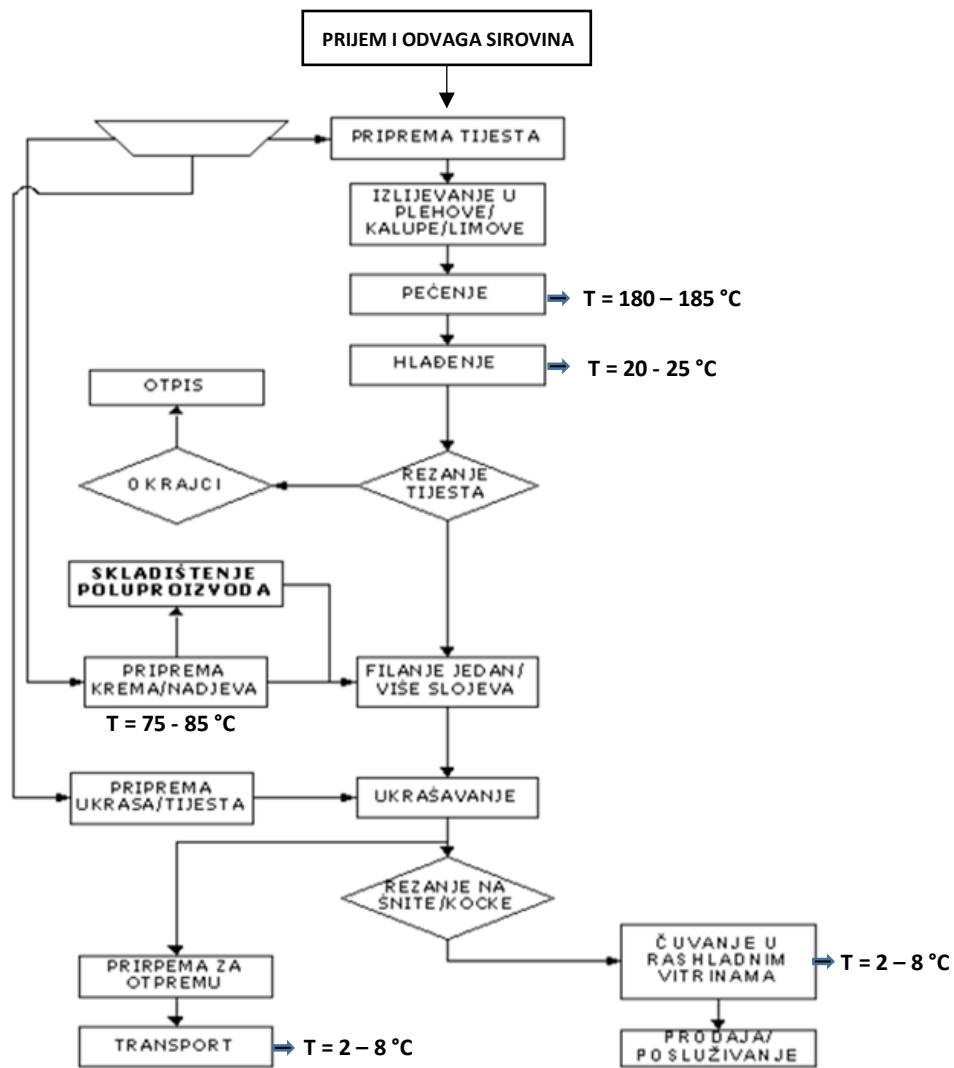 PRIJEM I ODVAGA SIROVINA
PRIPREMA TIJESTA
IZLIJEVANJE U
PLEHOVE/
KALUPE/LIMOVE
PEĆENJE
T = 180 – 185 °C
HLAĐENJE
T = 20 - 25 °C
OTPIS
OKRAJCI
REZANJE
TIJESTA
SKLADIŠTENJE
POLUPROIZVODA
PRIPREMA
KREMA/NADJEVA
T = 75 - 85 °C
FILANJE JEDAN/
VIŠE SLOJEVA
PRIPREMA
UKRASA/TIJESTA
UKRAŠAVANJE
REZANJE NA
ŠNITE/KOCKE
PRIRPEMA ZA
OTPREMU
TRANSPORT
T = 2 – 8 °C
ČUVANJE U
RASHLADNIM
VITRINAMA
T = 2 – 8 °C
PRODAJA/
POSLUŽIVANJE